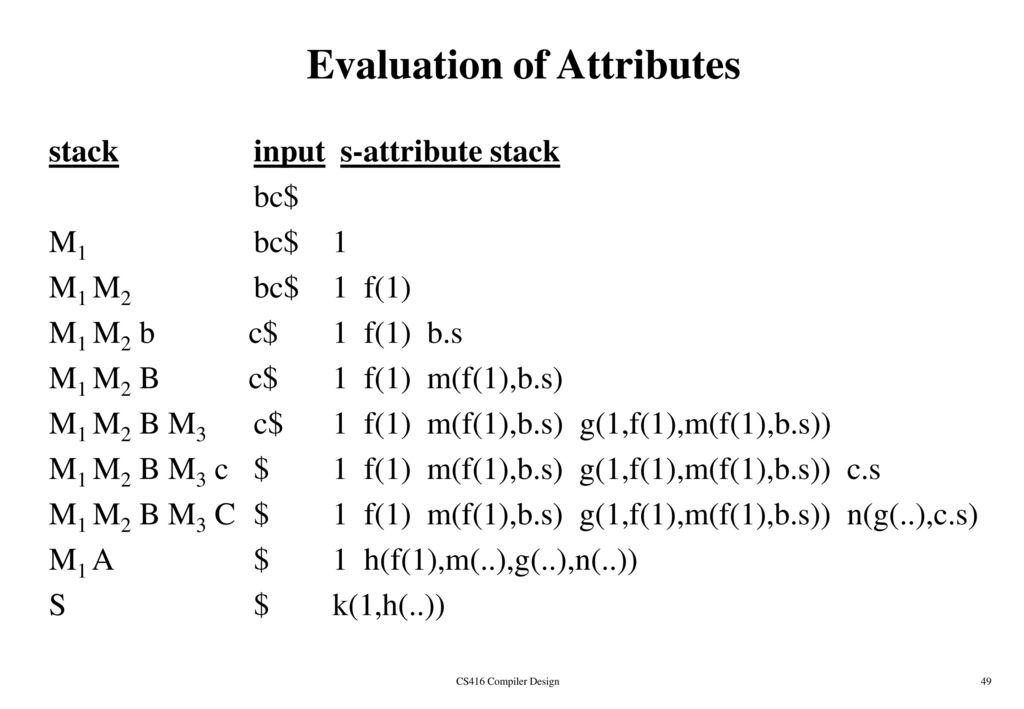 Evaluation of Attributes
stack input s-attribute stack
bc$
M₁ bc$ 1
M₁ M₂ bc$ 1 f(1)
M₁ M₂ b c$ 1 f(1) b.s
M₁ M₂ B c$ 1 f(1) m(f(1),b.s)
M₁ M₂ B M₃ c$ 1 f(1) m(f(1),b.s) g(1,f(1),m(f(1),b.s))
M₁ M₂ B M₃ c $ 1 f(1) m(f(1),b.s) g(1,f(1),m(f(1),b.s)) c.s
M₁ M₂ B M₃ C $ 1 f(1) m(f(1),b.s) g(1,f(1),m(f(1),b.s)) n(g(..),c.s)
M₁ A $ 1 h(f(1),m(..),g(..),n(..))
S $ k(1,h(..))
CS416 Compiler Design 49